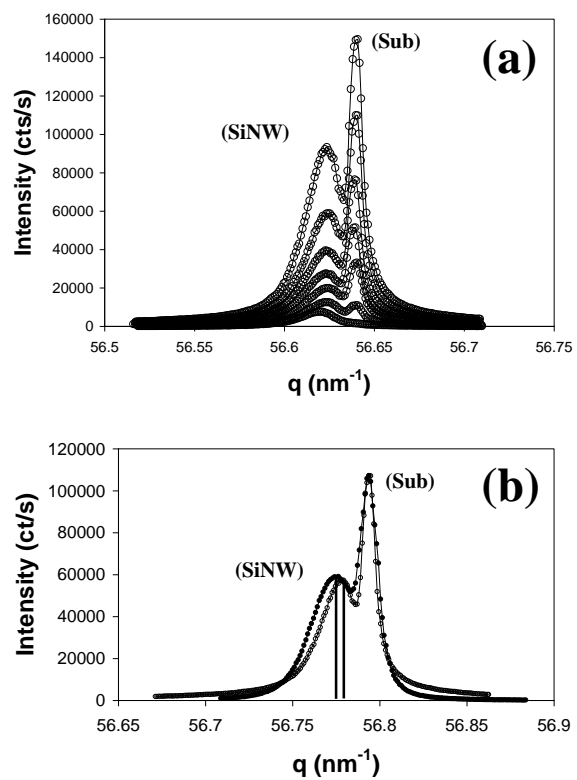 (a)
(Sub)
(SiNW)
Intensity (cts/s)
160000
140000
120000
100000
80000
60000
40000
20000
0
56.5
56.55
56.6
56.65
56.7
56.75
q (nm⁻¹)
(b)
(Sub)
(SiNW)
Intensity (ct/s)
120000
100000
80000
60000
40000
20000
0
56.65
56.7
56.75
56.8
56.85
56.9
q (nm⁻¹)